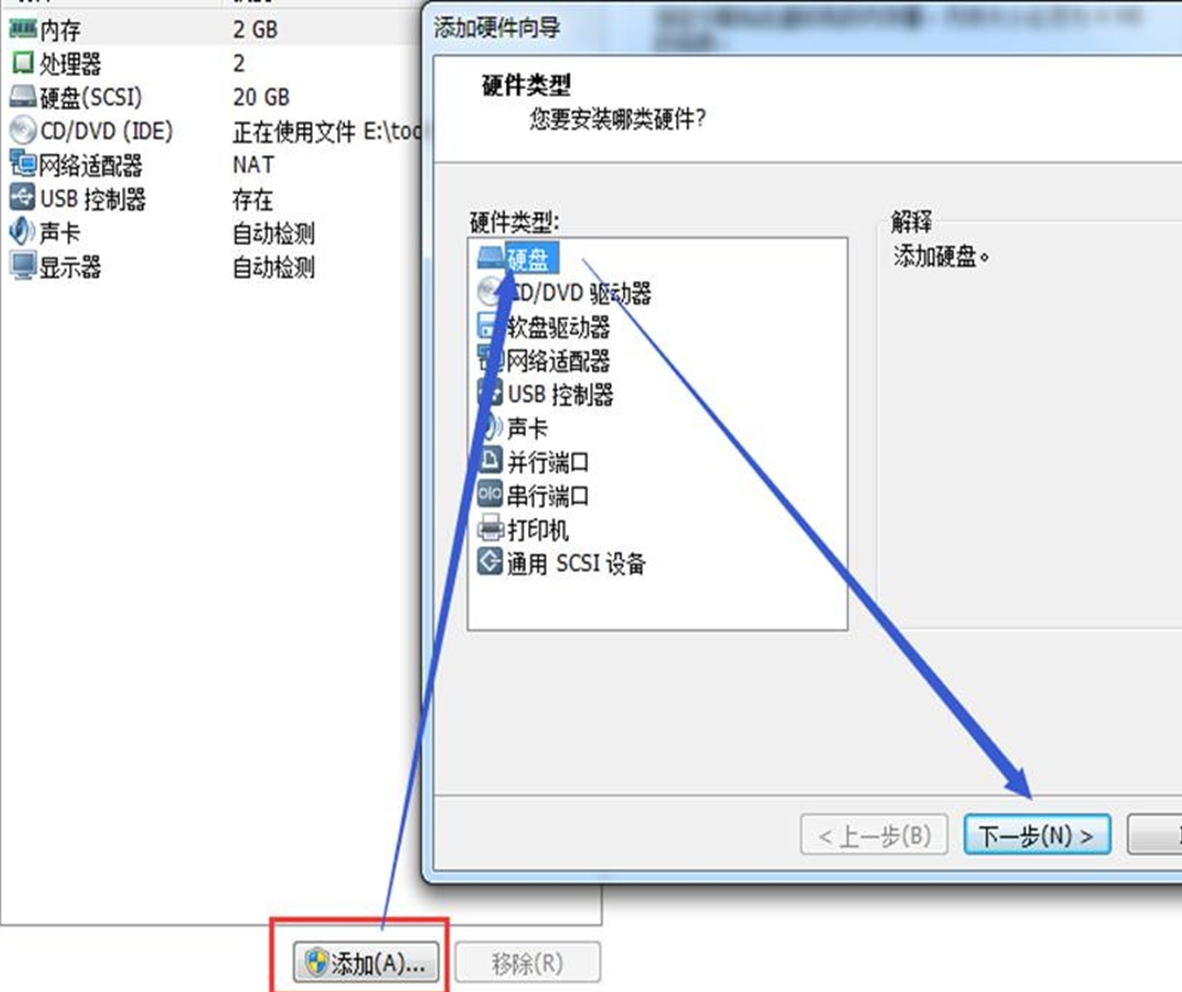 内存 2 GB
处理器 2
硬盘(SCSI) 20 GB
CD/DVD (IDE) 正在使用文件 E:\too
网络适配器 NAT
USB 控制器 存在
声卡 自动检测
显示器 自动检测
添加(A)... 移除(R)
添加硬件向导
硬件类型
您要安装哪类硬件?
硬件类型:
硬盘
CD/DVD 驱动器
软盘驱动器
网络适配器
USB 控制器
声卡
并行端口
串行端口
打印机
通用 SCSI 设备
解释
添加硬盘。
< 上一步(B) 下一步(N) >